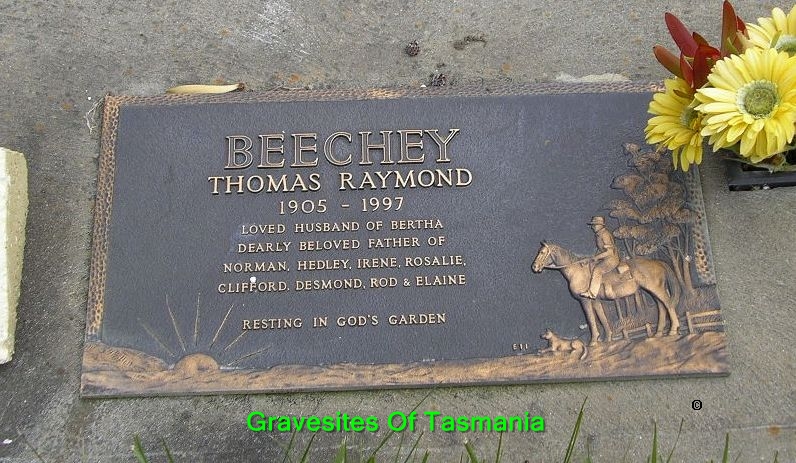 BEECHEY
THOMAS RAYMOND
1905 - 1997
LOVED HUSBAND OF BERTHA
DEARLY BELOVED FATHER OF
NORMAN, HEDLEY, IRENE, ROSALIE,
CLIFFORD, DESMOND, ROD & ELAINE
RESTING IN GOD'S GARDEN
E11
©
Gravesites Of Tasmania